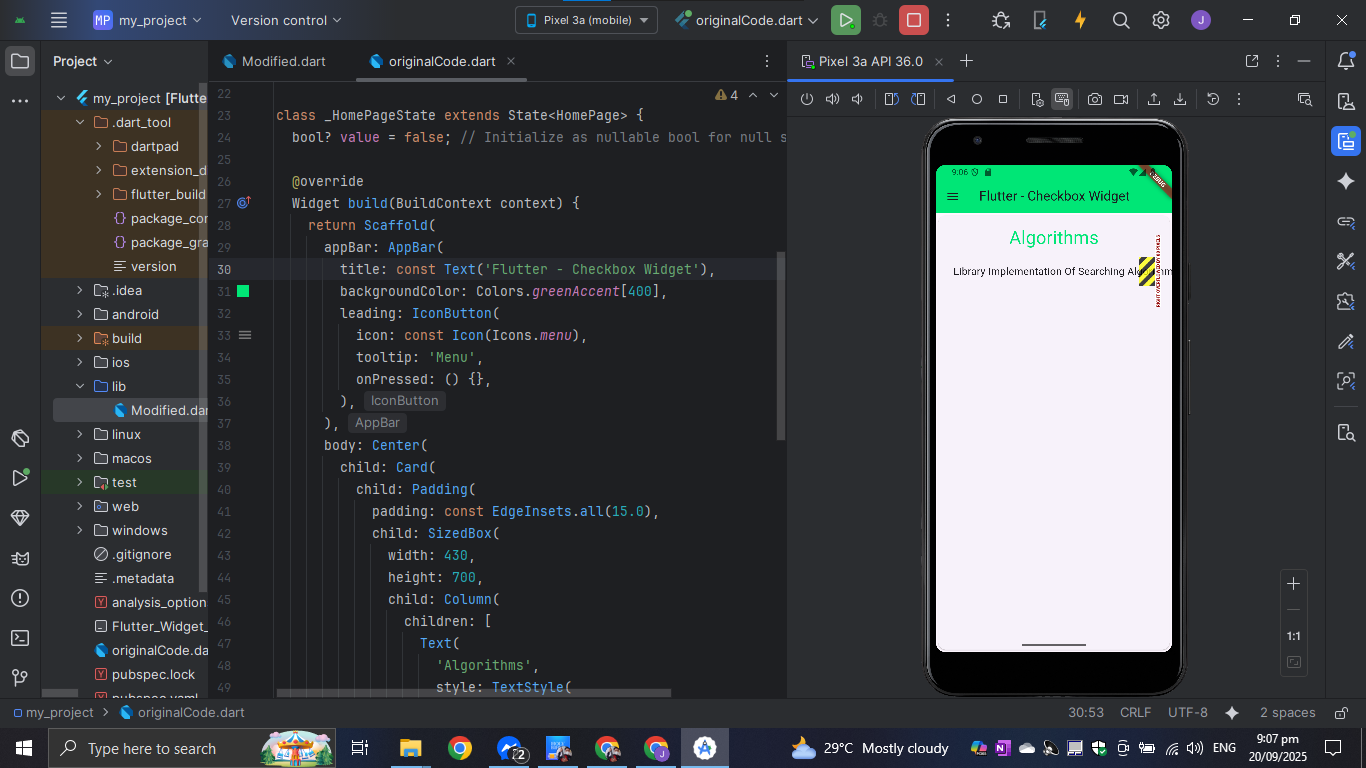 MP my_project
Version control
Pixel 3a (mobile)
originalCode.dart
J
Project
Modified.dart
originalCode.dart
Pixel 3a API 36.0
my_project [Flutte
.dart_tool
dartpad
extension_d
flutter_build
package_cor
package_gra
version
.idea
android
build
ios
lib
Modified.dar
linux
macos
test
web
windows
.gitignore
.metadata
analysis_option
Flutter_Widget_
originalCode.da
pubspec.lock
pubspec.yaml
4
22
23 class _HomePageState extends State<HomePage> {
24 bool? value = false; // Initialize as nullable bool for null s
25
26 @override
27 Widget build(BuildContext context) {
28 return Scaffold(
29 appBar: AppBar(
30 title: const Text('Flutter - Checkbox Widget'),
31 backgroundColor: Colors.greenAccent[400],
32 leading: IconButton(
33 icon: const Icon(Icons.menu),
34 tooltip: 'Menu',
35 onPressed: () {},
36 ), IconButton
37 ), AppBar
38 body: Center(
39 child: Card(
40 child: Padding(
41 padding: const EdgeInsets.all(15.0),
42 child: SizedBox(
43 width: 430,
44 height: 700,
45 child: Column(
46 children: [
47 Text(
48 'Algorithms',
49 style: TextStyle(
9:06
DEBUG
Flutter - Checkbox Widget
Algorithms
Library Implementation Of Searching Algorithm
1:1
my_project
originalCode.dart
30:53
CRLF
UTF-8
2 spaces
Type here to search
2
J
29°C Mostly cloudy
N
ENG
9:07 pm
20/09/2025